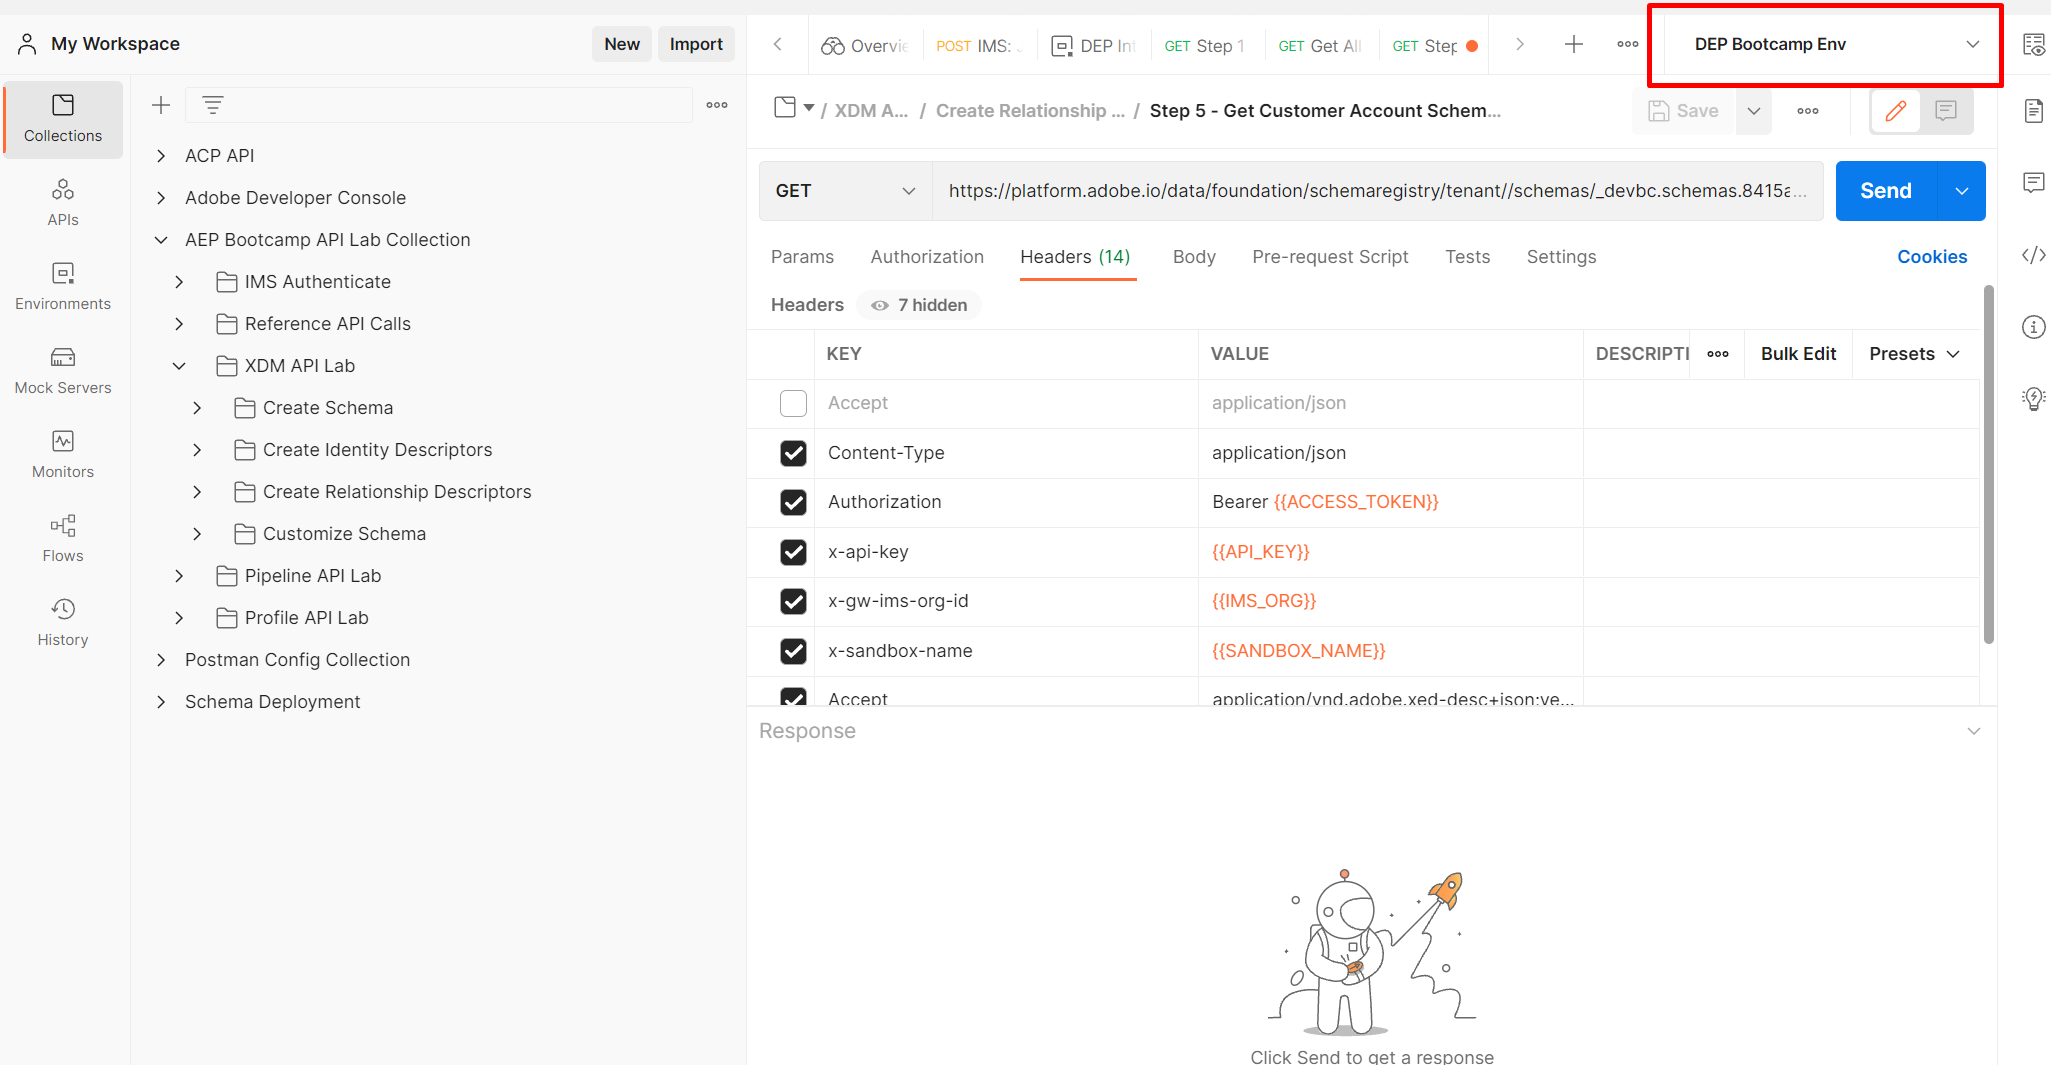 My Workspace
New
Import
Overvie
POST IMS:
DEP Int
GET Step 1
GET Get All
GET Step
DEP Bootcamp Env
Collections
APIs
Environments
Mock Servers
Monitors
Flows
History
ACP API
Adobe Developer Console
AEP Bootcamp API Lab Collection
IMS Authenticate
Reference API Calls
XDM API Lab
Create Schema
Create Identity Descriptors
Create Relationship Descriptors
Customize Schema
Pipeline API Lab
Profile API Lab
Postman Config Collection
Schema Deployment
/ XDM A... / Create Relationship ... / Step 5 - Get Customer Account Schem...
Save
GET
https://platform.adobe.io/data/foundation/schemaregistry/tenant//schemas/_devbc.schemas.8415a...
Send
Params
Authorization
Headers (14)
Body
Pre-request Script
Tests
Settings
Cookies
Headers
7 hidden
KEY
VALUE
DESCRIPTI
Bulk Edit
Presets
Accept
application/json
Content-Type
application/json
Authorization
Bearer {{ACCESS_TOKEN}}
x-api-key
{{API_KEY}}
x-gw-ims-org-id
{{IMS_ORG}}
x-sandbox-name
{{SANDBOX_NAME}}
Accept
application/vnd.adobe.xed-desc+json;ve...
Response
Click Send to get a response